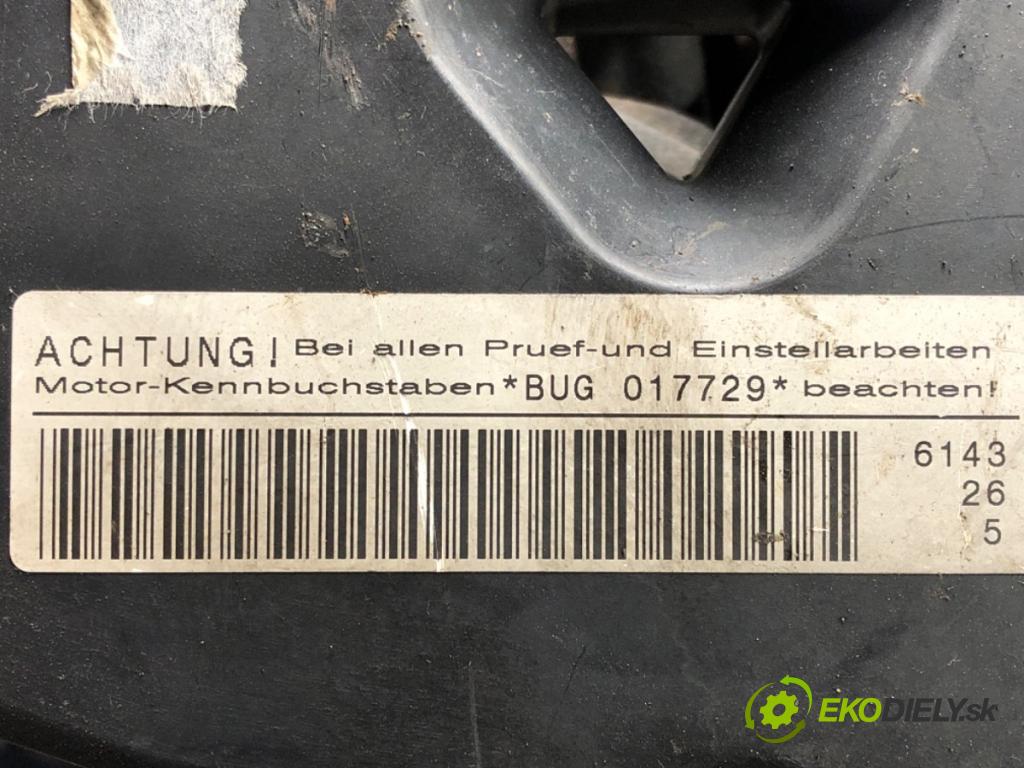 ACHTUNG! Bei allen Pruef-und Einstellarbeiten
Motor-Kennbuchstaben *BUG 017729* beachten!
6143
26
5
EKODIELY.sk